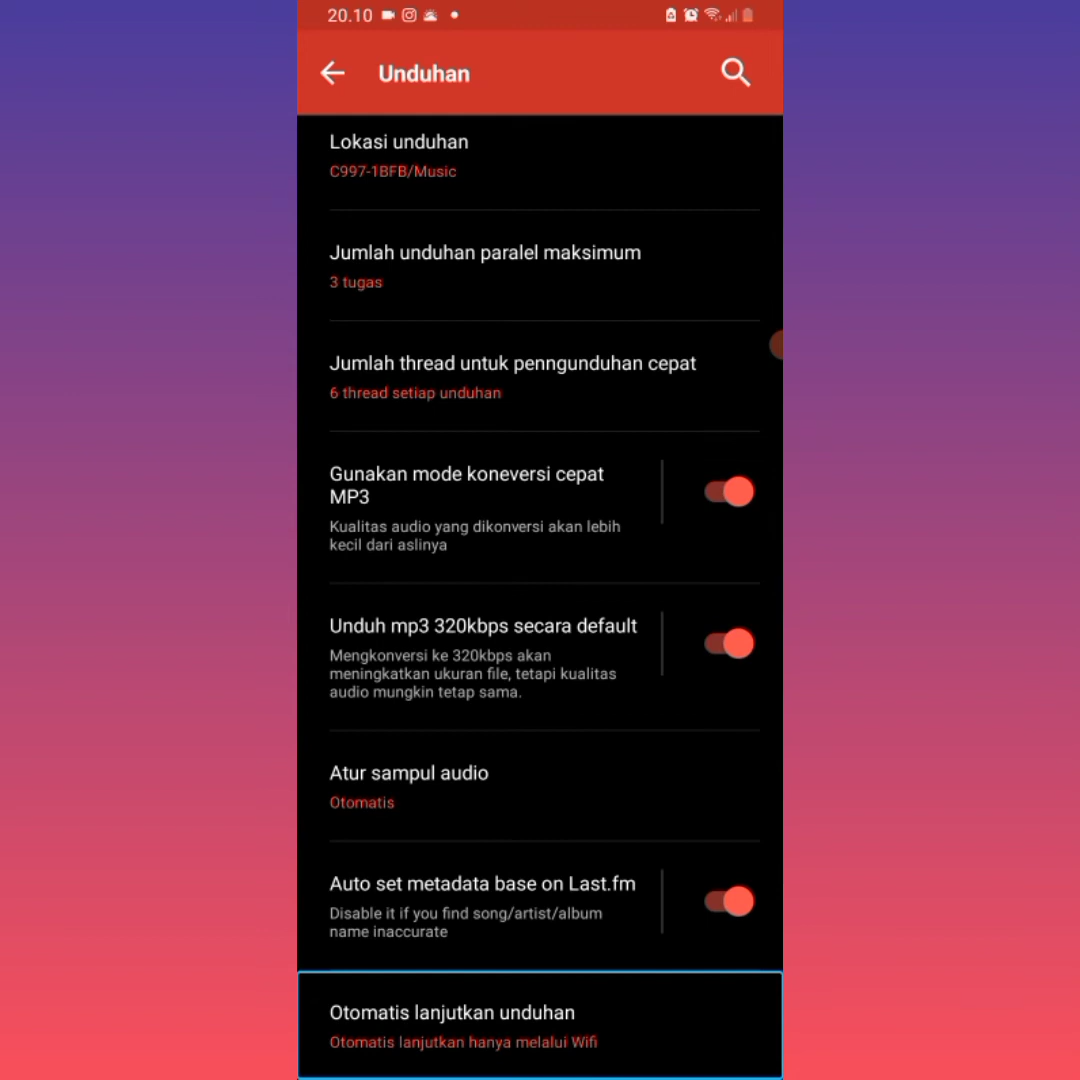 20.10
Unduhan
Lokasi unduhan
C997-1BFB/Music
Jumlah unduhan paralel maksimum
3 tugas
Jumlah thread untuk penngunduhan cepat
6 thread setiap unduhan
Gunakan mode koneversi cepat
MP3
Kualitas audio yang dikonversi akan lebih
kecil dari aslinya
Unduh mp3 320kbps secara default
Mengkonversi ke 320kbps akan
meningkatkan ukuran file, tetapi kualitas
audio mungkin tetap sama.
Atur sampul audio
Otomatis
Auto set metadata base on Last.fm
Disable it if you find song/artist/album
name inaccurate
Otomatis lanjutkan unduhan
Otomatis lanjutkan hanya melalui Wifi